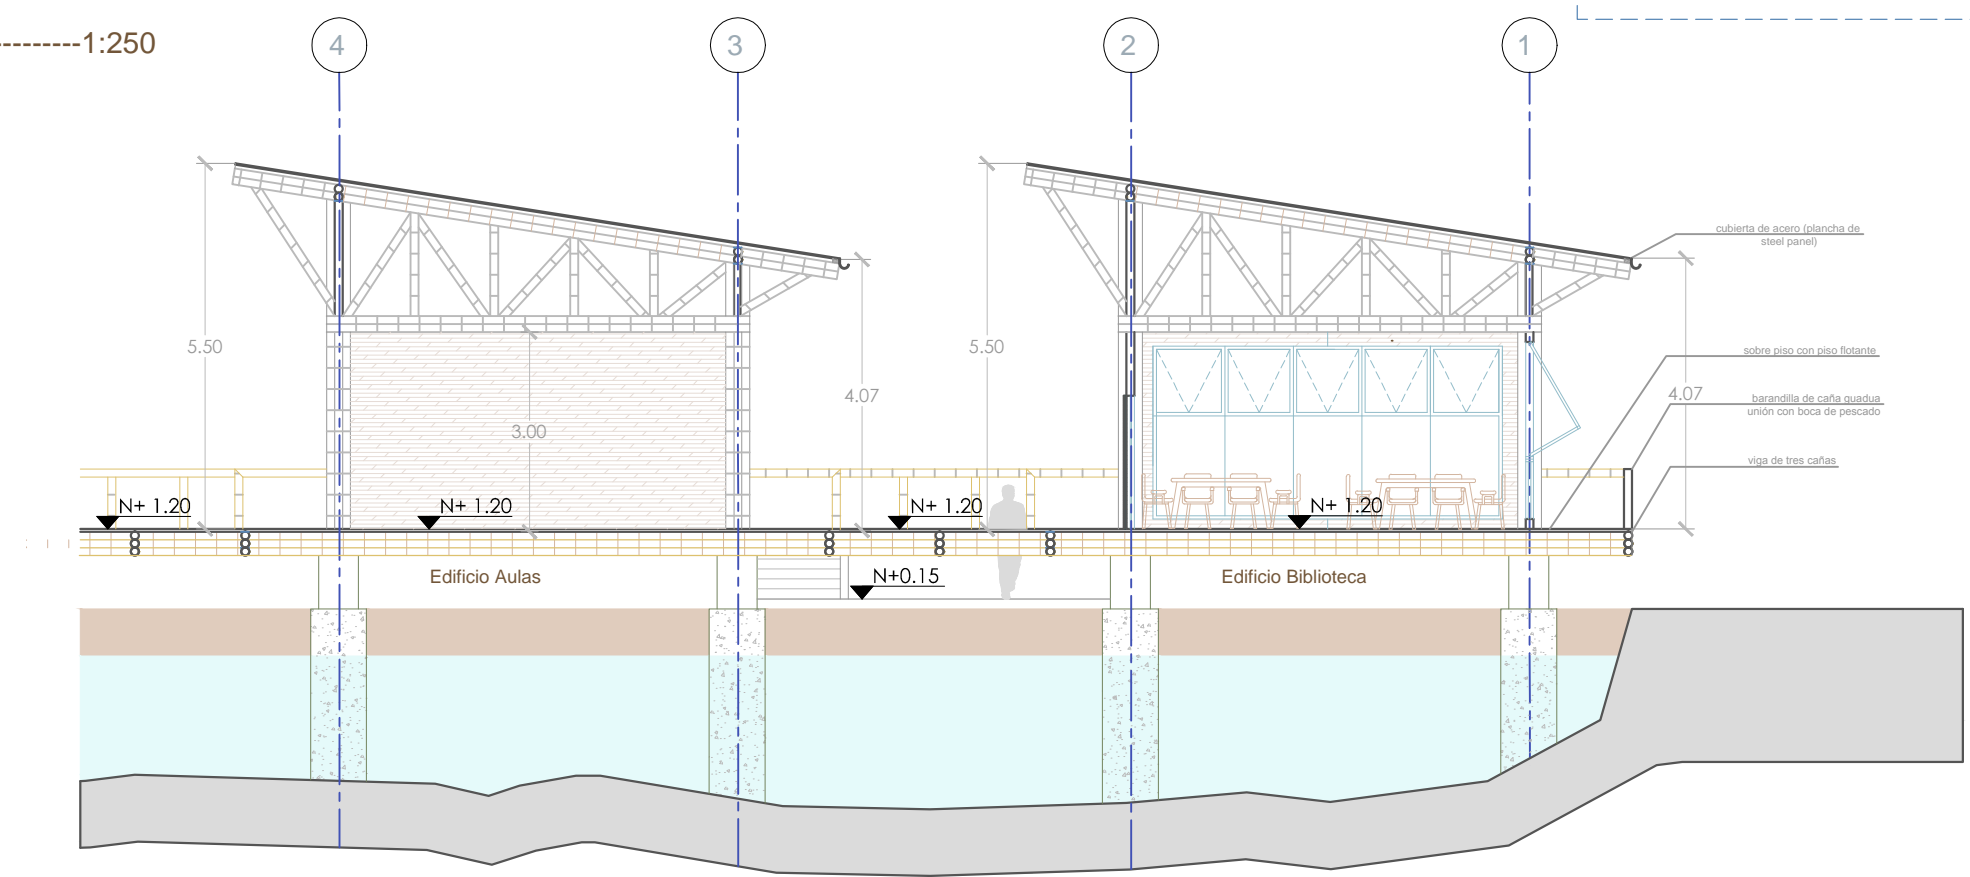 ---------1:250
4
3
2
1
cubierta de acero (plancha de
steel panel)
5.50
5.50
sobre piso con piso flotante
4.07
4.07
barandilla de caña guadua
unión con boca de pescado
3.00
viga de tres cañas
N+ 1.20
N+ 1.20
N+ 1.20
N+ 1.20
Edificio Aulas
N+0.15
Edificio Biblioteca